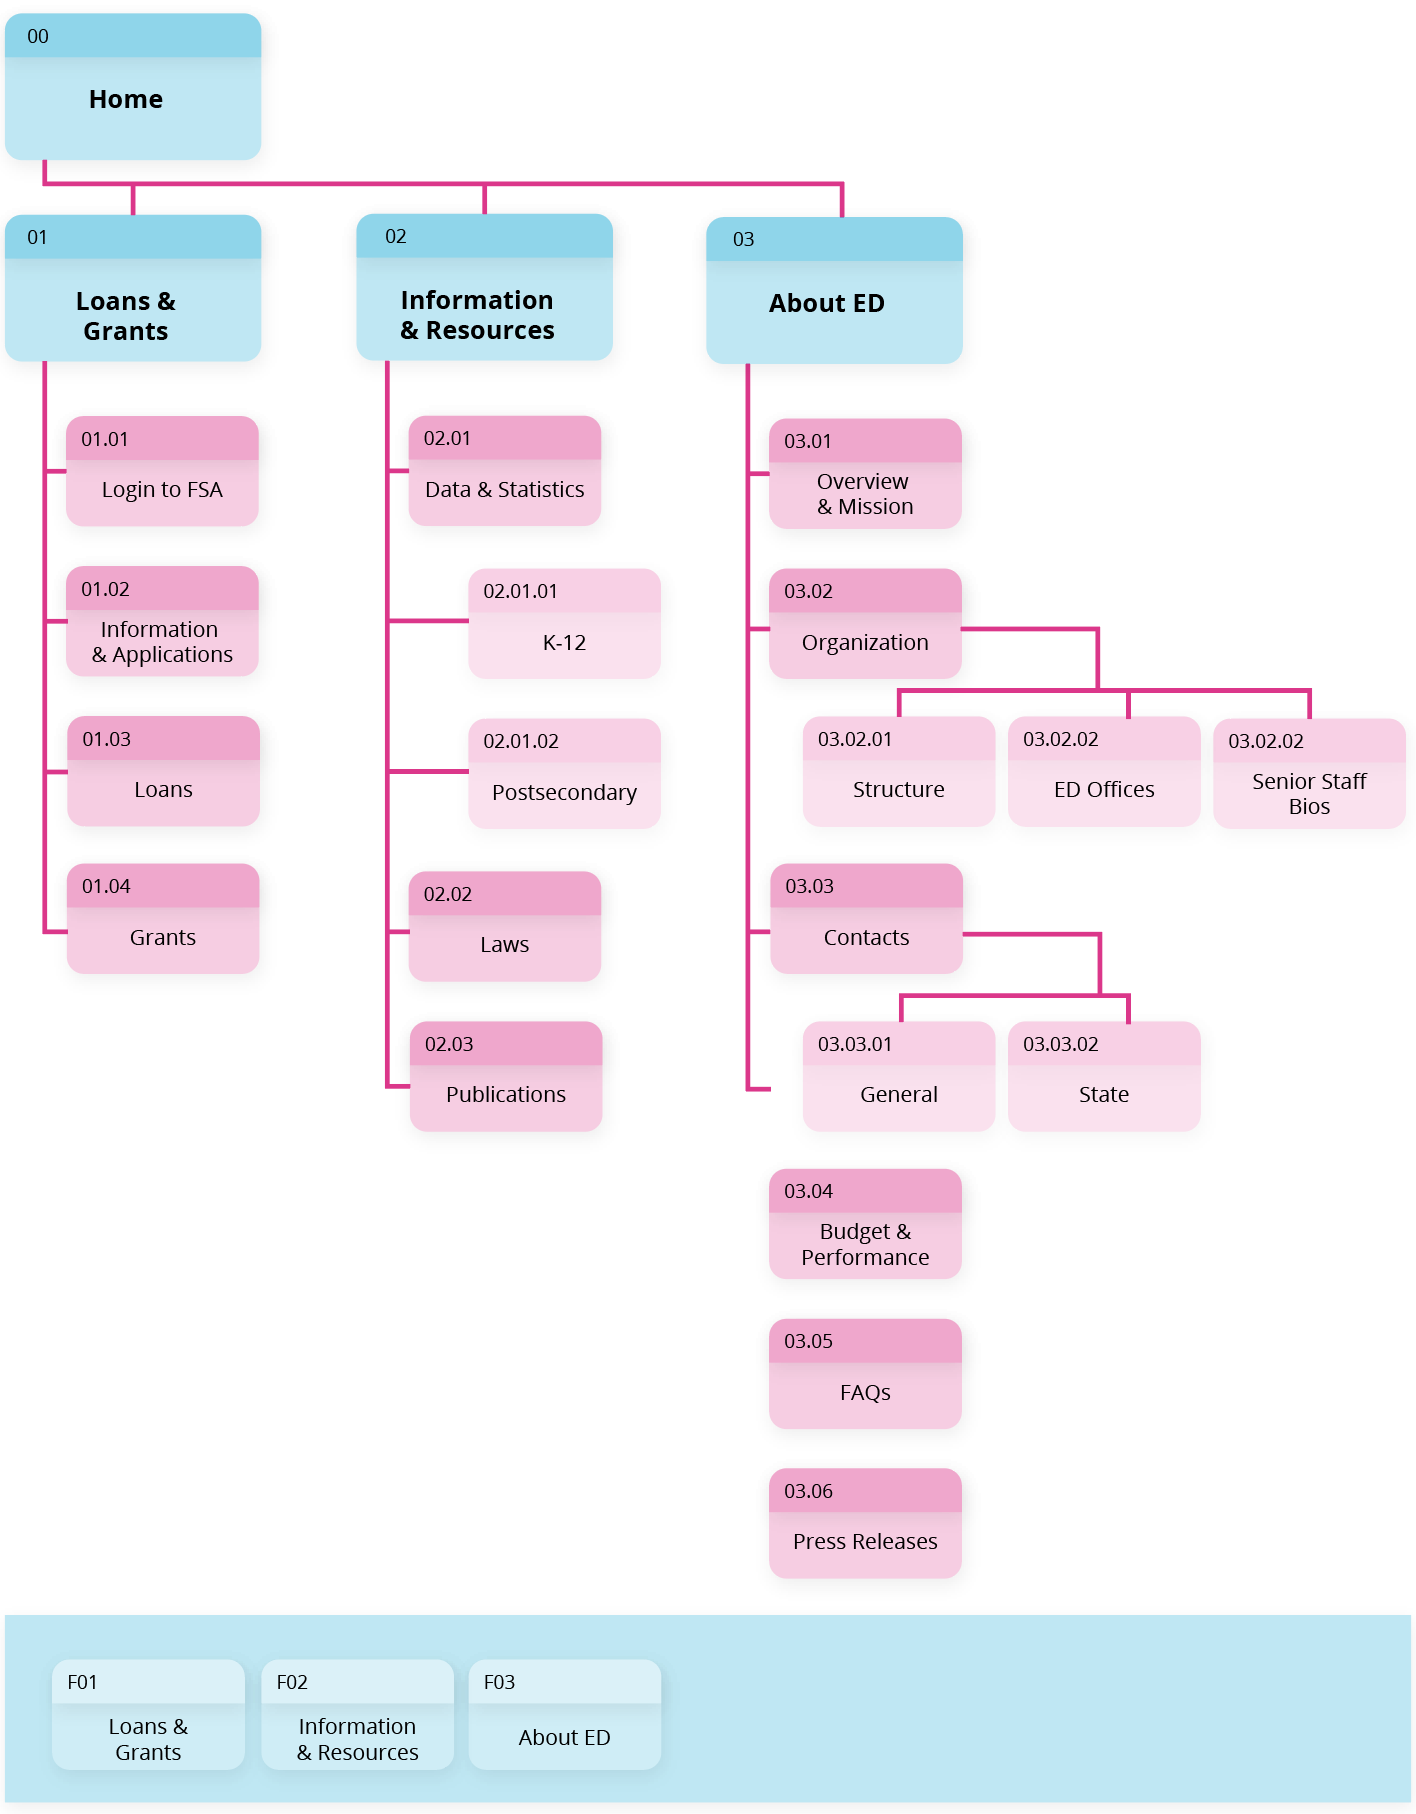 00
Home
01
Loans &
Grants
02
Information
& Resources
03
About ED
01.01
Login to FSA
01.02
Information
& Applications
01.03
Loans
01.04
Grants
02.01
Data & Statistics
02.01.01
K-12
02.01.02
Postsecondary
02.02
Laws
02.03
Publications
03.01
Overview
& Mission
03.02
Organization
03.02.01
Structure
03.02.02
ED Offices
03.02.02
Senior Staff
Bios
03.03
Contacts
03.03.01
General
03.03.02
State
03.04
Budget &
Performance
03.05
FAQs
03.06
Press Releases
F01
Loans &
Grants
F02
Information
& Resources
F03
About ED